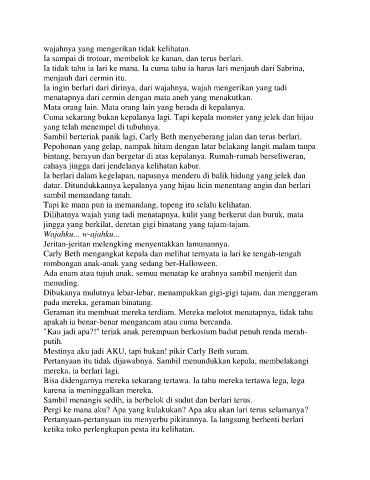 wajahnya yang mengerikan tidak kelihatan.
Ia sampai di trotoar, membelok ke kanan, dan terus berlari.
Ia tidak tahu ia lari ke mana. Ia cuma tahu ia harus lari menjauh dari Sabrina,
menjauh dari cermin itu.
Ia ingin berlari dari dirinya, dari wajahnya, wajah mengerikan yang tadi
menatapnya dari cermin dengan mata aneh yang menakutkan.
Mata orang lain. Mata orang lain yang berada di kepalanya.
Cuma sekarang bukan kepalanya lagi. Tapi kepala monster yang jelek dan hijau
yang telah menempel di tubuhnya.
Sambil berteriak panik lagi, Carly Beth menyeberang jalan dan terus berlari.
Pepohonan yang gelap, nampak hitam dengan latar belakang langit malam tanpa
bintang, berayun dan bergetar di atas kepalanya. Rumah-rumah berseliweran,
cahaya jingga dari jendelanya kelihatan kabur.
Ia berlari dalam kegelapan, napasnya menderu di balik hidung yang jelek dan
datar. Ditundukkannya kepalanya yang hijau licin menentang angin dan berlari
sambil memandang tanah.
Tapi ke mana pun ia memandang, topeng itu selalu kelihatan.
Dilihatnya wajah yang tadi menatapnya, kulit yang berkerut dan buruk, mata
jingga yang berkilat, deretan gigi binatang yang tajam-tajam.
Wajahku... w-ajahku...
Jeritan-jeritan melengking menyentakkan lamunannya.
Carly Beth mengangkat kepala dan melihat ternyata ia lari ke tengah-tengah
rombongan anak-anak yang sedang ber-Halloween.
Ada enam atau tujuh anak, semua menatap ke arahnya sambil menjerit dan
menuding.
Dibukanya mulutnya lebar-lebar, menampakkan gigi-gigi tajam, dan menggeram
pada mereka, geraman binatang.
Geraman itu membuat mereka terdiam. Mereka melotot menatapnya, tidak tahu
apakah ia benar-benar mengancam atau cuma bercanda.
"Kau jadi apa?!" teriak anak perempuan berkostum badut penuh renda merah-
putih.
Mestinya aku jadi AKU, tapi bukan! pikir Carly Beth suram.
Pertanyaan itu tidak dijawabnya. Sambil menundukkan kepala, membelakangi
mereka, ia berlari lagi.
Bisa didengarnya mereka sekarang tertawa. Ia tahu mereka tertawa lega, lega
karena ia meninggalkan mereka.
Sambil menangis sedih, ia berbelok di sudut dan berlari terus.
Pergi ke mana aku? Apa yang kulakukan? Apa aku akan lari terus selamanya?
Pertanyaan-pertanyaan itu menyerbu pikirannya. Ia langsung berhenti berlari
ketika toko perlengkapan pesta itu kelihatan.